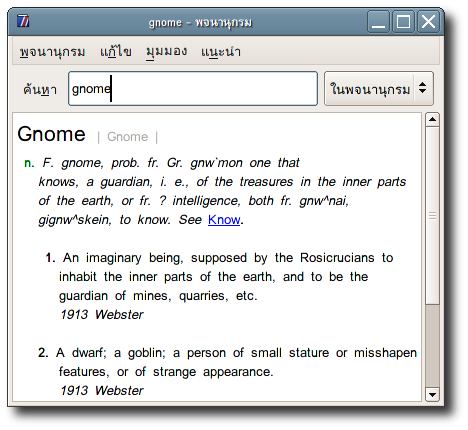 gnome - พจนานุกรม
พจนานุกรม แก้ไข มุมมอง แนะนำ
ค้นหา gnome ในพจนานุกรม
Gnome | Gnome |
n. F. gnome, prob. fr. Gr. gnw`mon one that
knows, a guardian, i. e., of the treasures in the inner parts
of the earth, or fr. ? intelligence, both fr. gnw^nai,
gignw^skein, to know. See Know.
1. An imaginary being, supposed by the Rosicrucians to
inhabit the inner parts of the earth, and to be the
guardian of mines, quarries, etc.
1913 Webster
2. A dwarf; a goblin; a person of small stature or misshapen
features, or of strange appearance.
1913 Webster